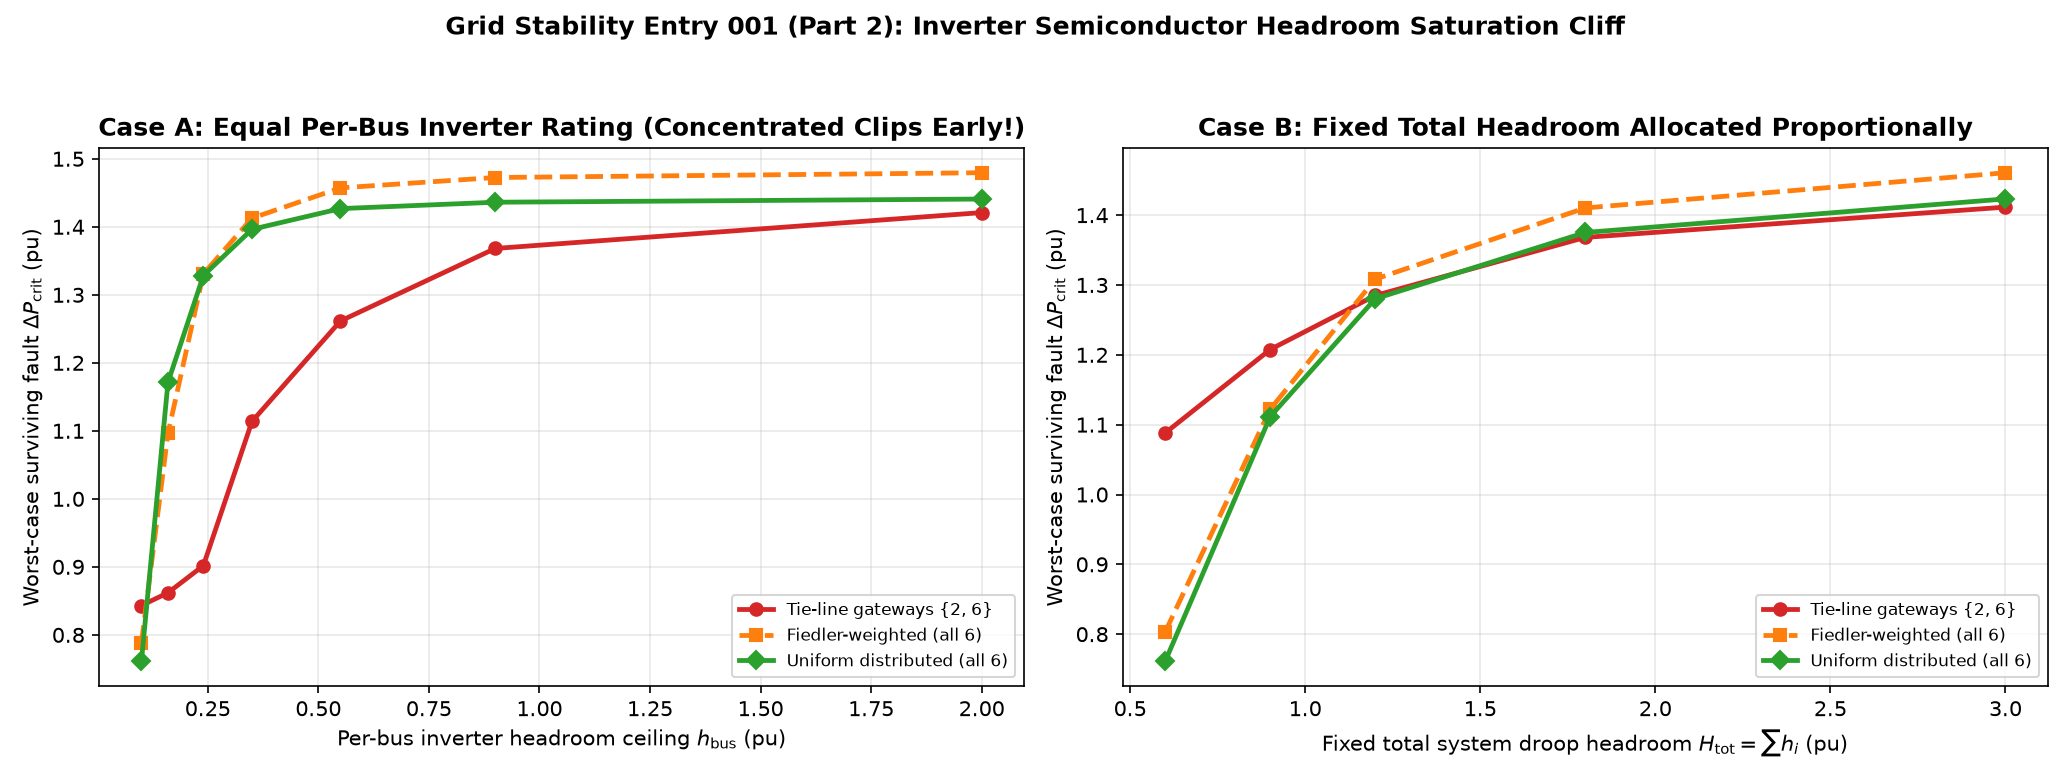 Grid Stability Entry 001 (Part 2): Inverter Semiconductor Headroom Saturation Cliff
Case A: Equal Per-Bus Inverter Rating (Concentrated Clips Early!)
Worst-case surviving fault ΔP_crit (pu)
1.5
1.4
1.3
1.2
1.1
1.0
0.9
0.8
0.25
0.50
0.75
1.00
1.25
1.50
1.75
2.00
Per-bus inverter headroom ceiling h_bus (pu)
Tie-line gateways {2, 6}
Fiedler-weighted (all 6)
Uniform distributed (all 6)
Case B: Fixed Total Headroom Allocated Proportionally
Worst-case surviving fault ΔP_crit (pu)
1.4
1.3
1.2
1.1
1.0
0.9
0.8
0.5
1.0
1.5
2.0
2.5
3.0
Fixed total system droop headroom H_tot = ∑h_i (pu)
Tie-line gateways {2, 6}
Fiedler-weighted (all 6)
Uniform distributed (all 6)